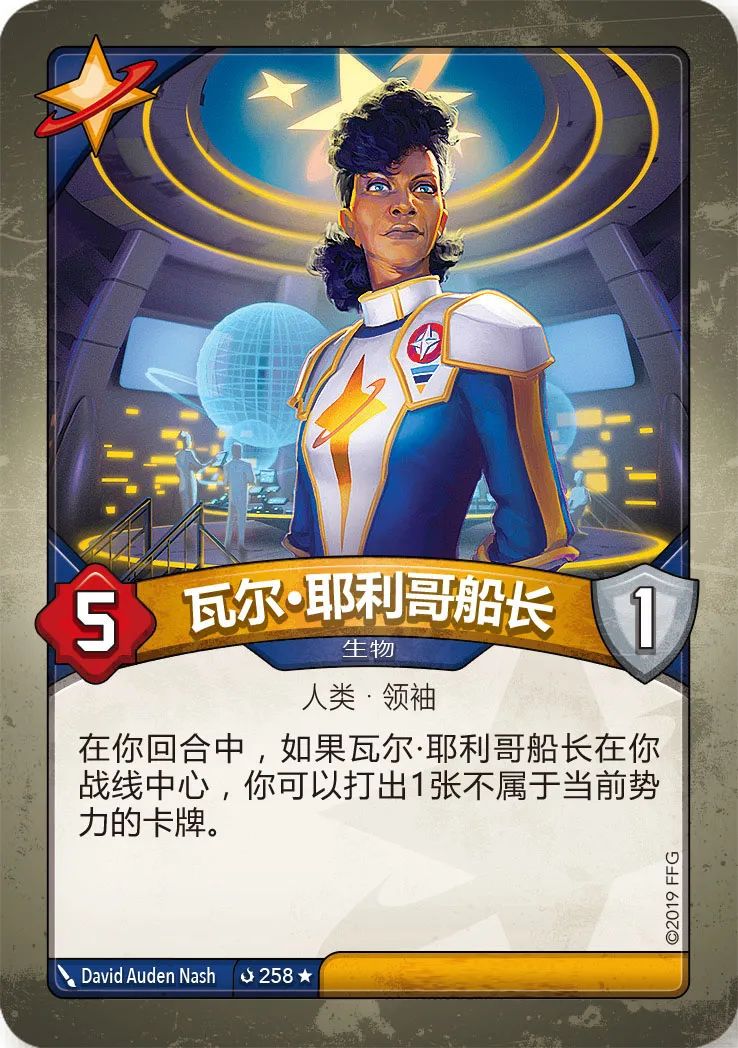 5
瓦尔·耶利哥船长
1
生物
人类 · 领袖
在你回合中，如果瓦尔·耶利哥船长在你
战线中心，你可以打出1张不属于当前势
力的卡牌。
©2019 FFG
David Auden Nash
258